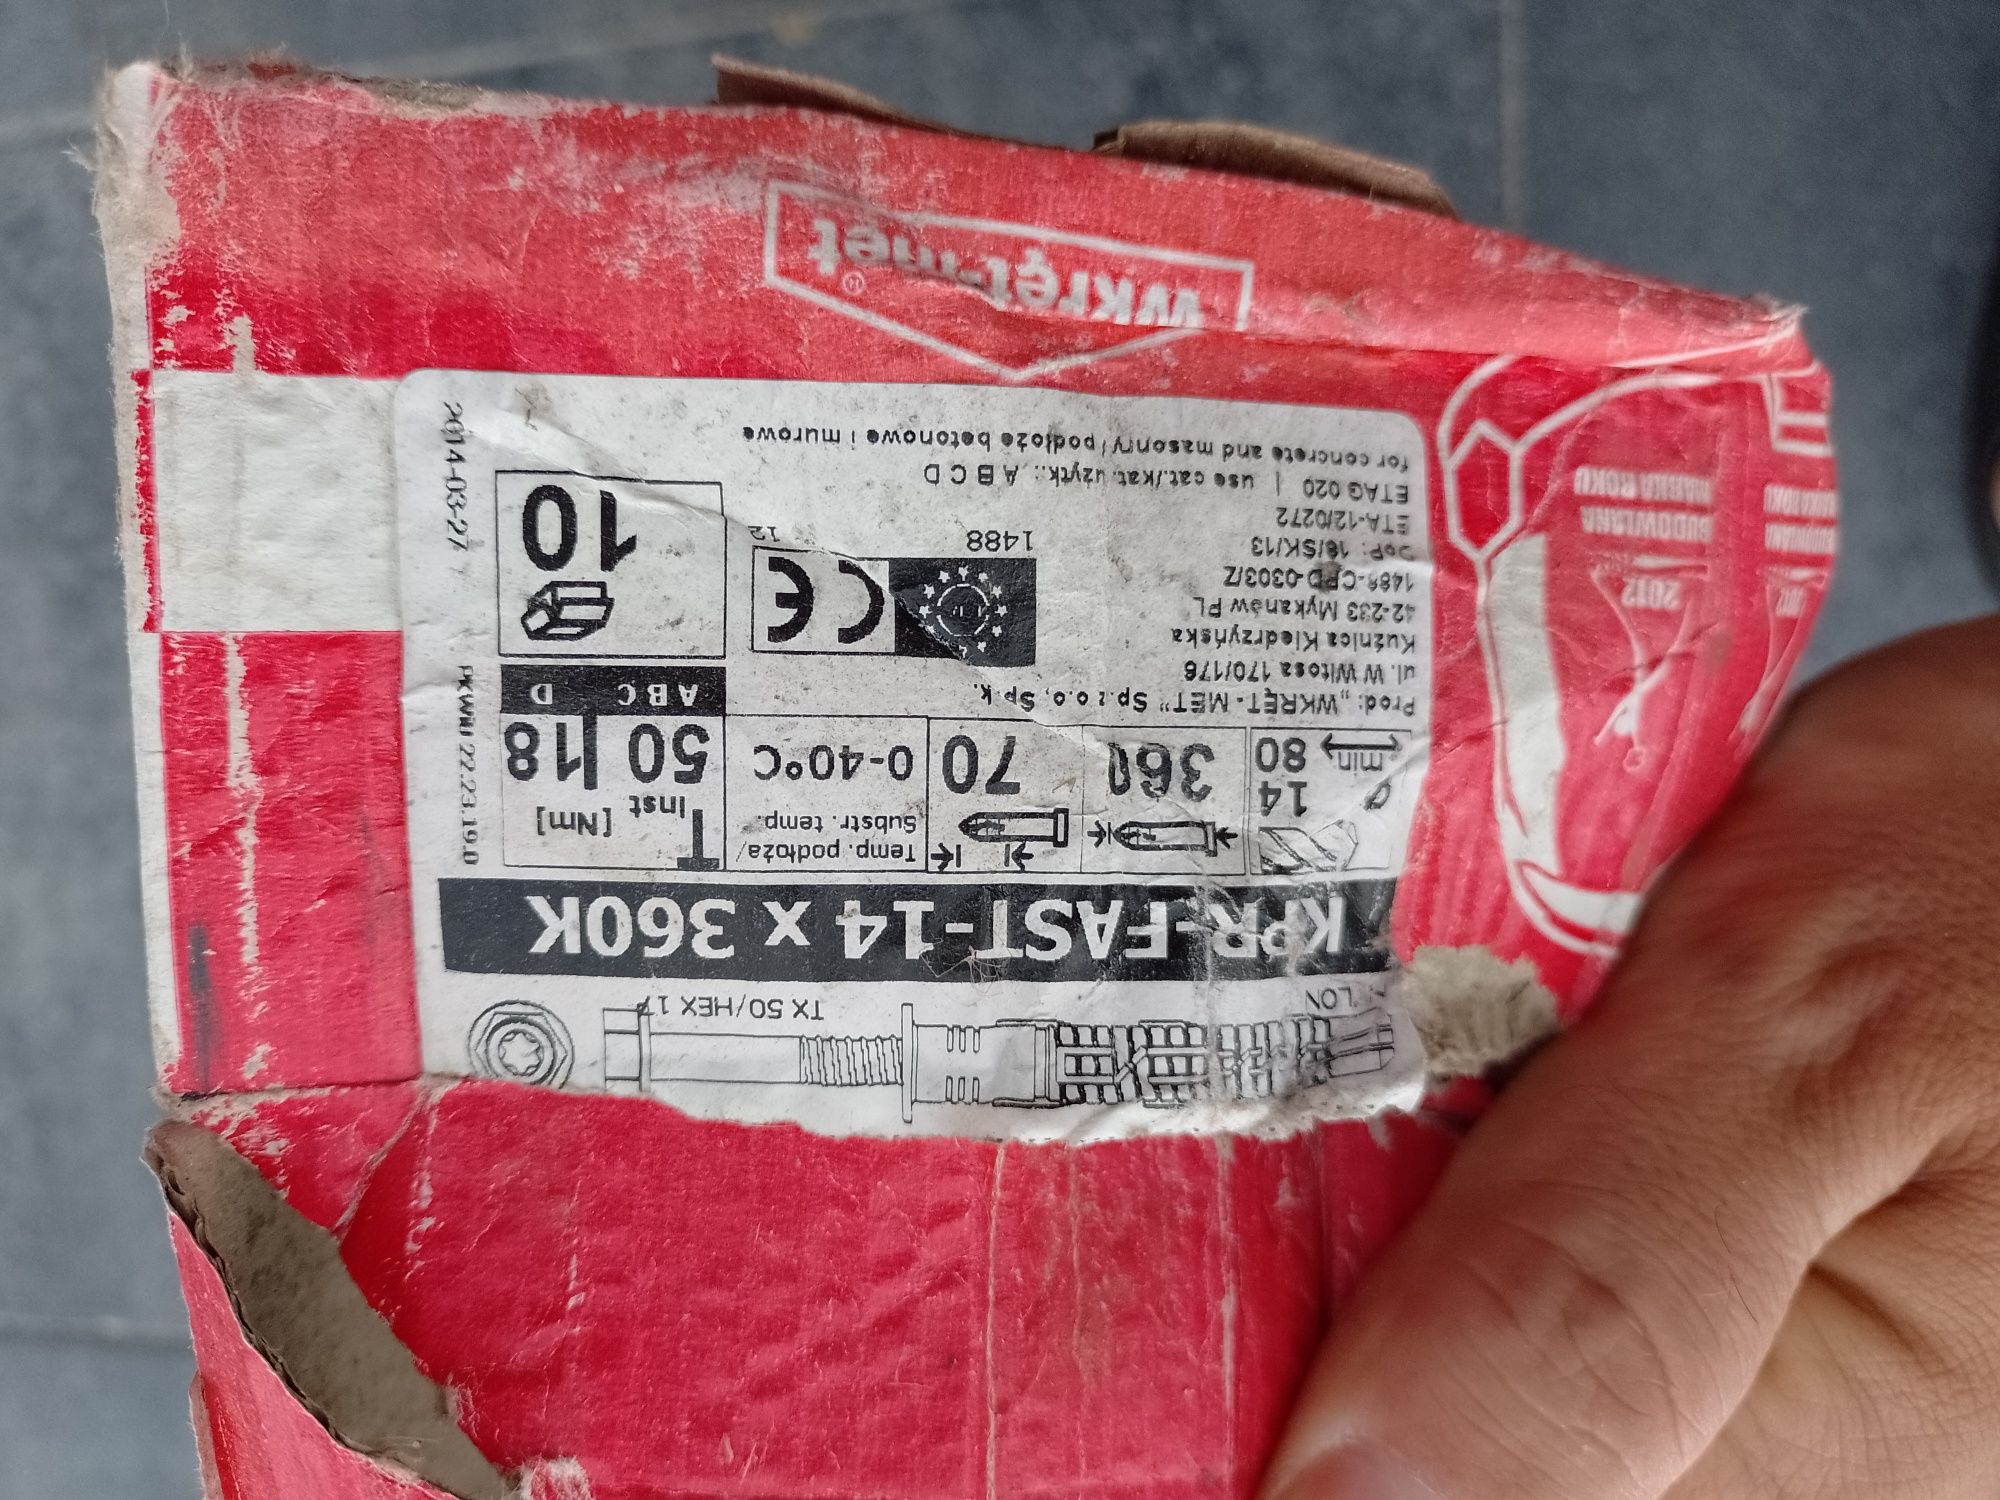 LON
TX 50/HEX 17
KPR-FAST-14 x 360K
d 14
min 80
360
70
Temp. podłoża/
Substr. temp.
0-40°C
T inst [Nm]
50 | 18
A B C D
Prod: „WKRĘT-MET" Sp. z o.o, Sp.k.
ul. W Witosa 170/176
Kuźnica Kiedrzyńska
42-233 Mykanów PL
1488-CPD-0303/Z
DoP: 16/SK/13
ETA-12/0272
ETAG 020 | use cat./kat. użytk.: A B C D
for concrete and masonry/ podłoże betonowe i murowe
CE
1488
12
10
PKWiU 22.23.19.0
2014-03-27
wkręt-met®
2012
BUDOWLANA
MARKA ROKU
2012